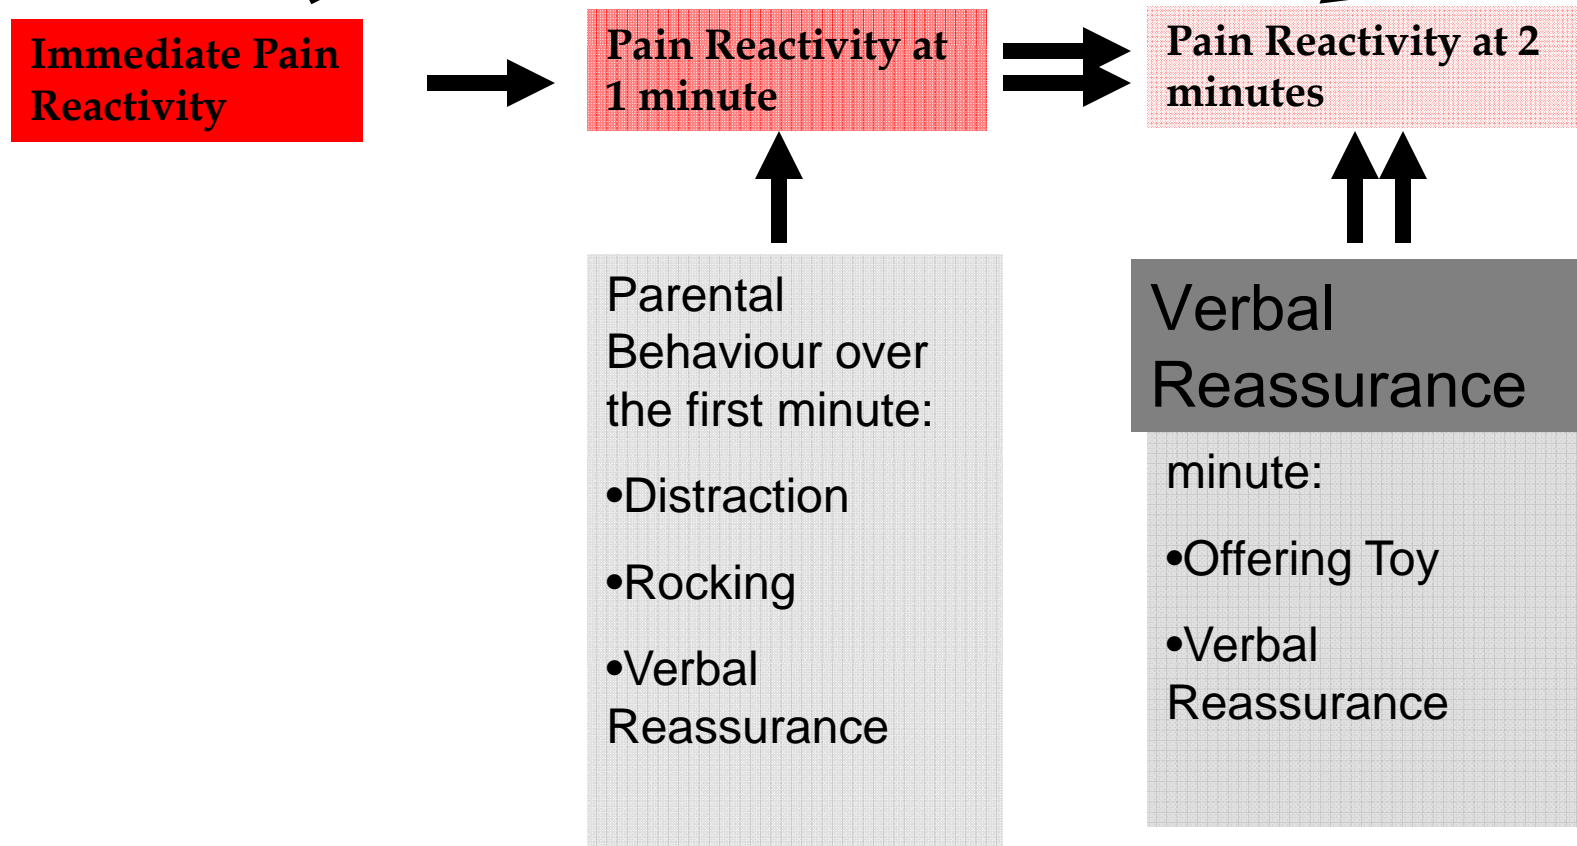 Immediate Pain
Reactivity
Pain Reactivity at
1 minute
Pain Reactivity at 2
minutes
Parental
Behaviour over
the first minute:
•Distraction
•Rocking
•Verbal
Reassurance
Verbal
Reassurance
minute:
•Offering Toy
•Verbal
Reassurance